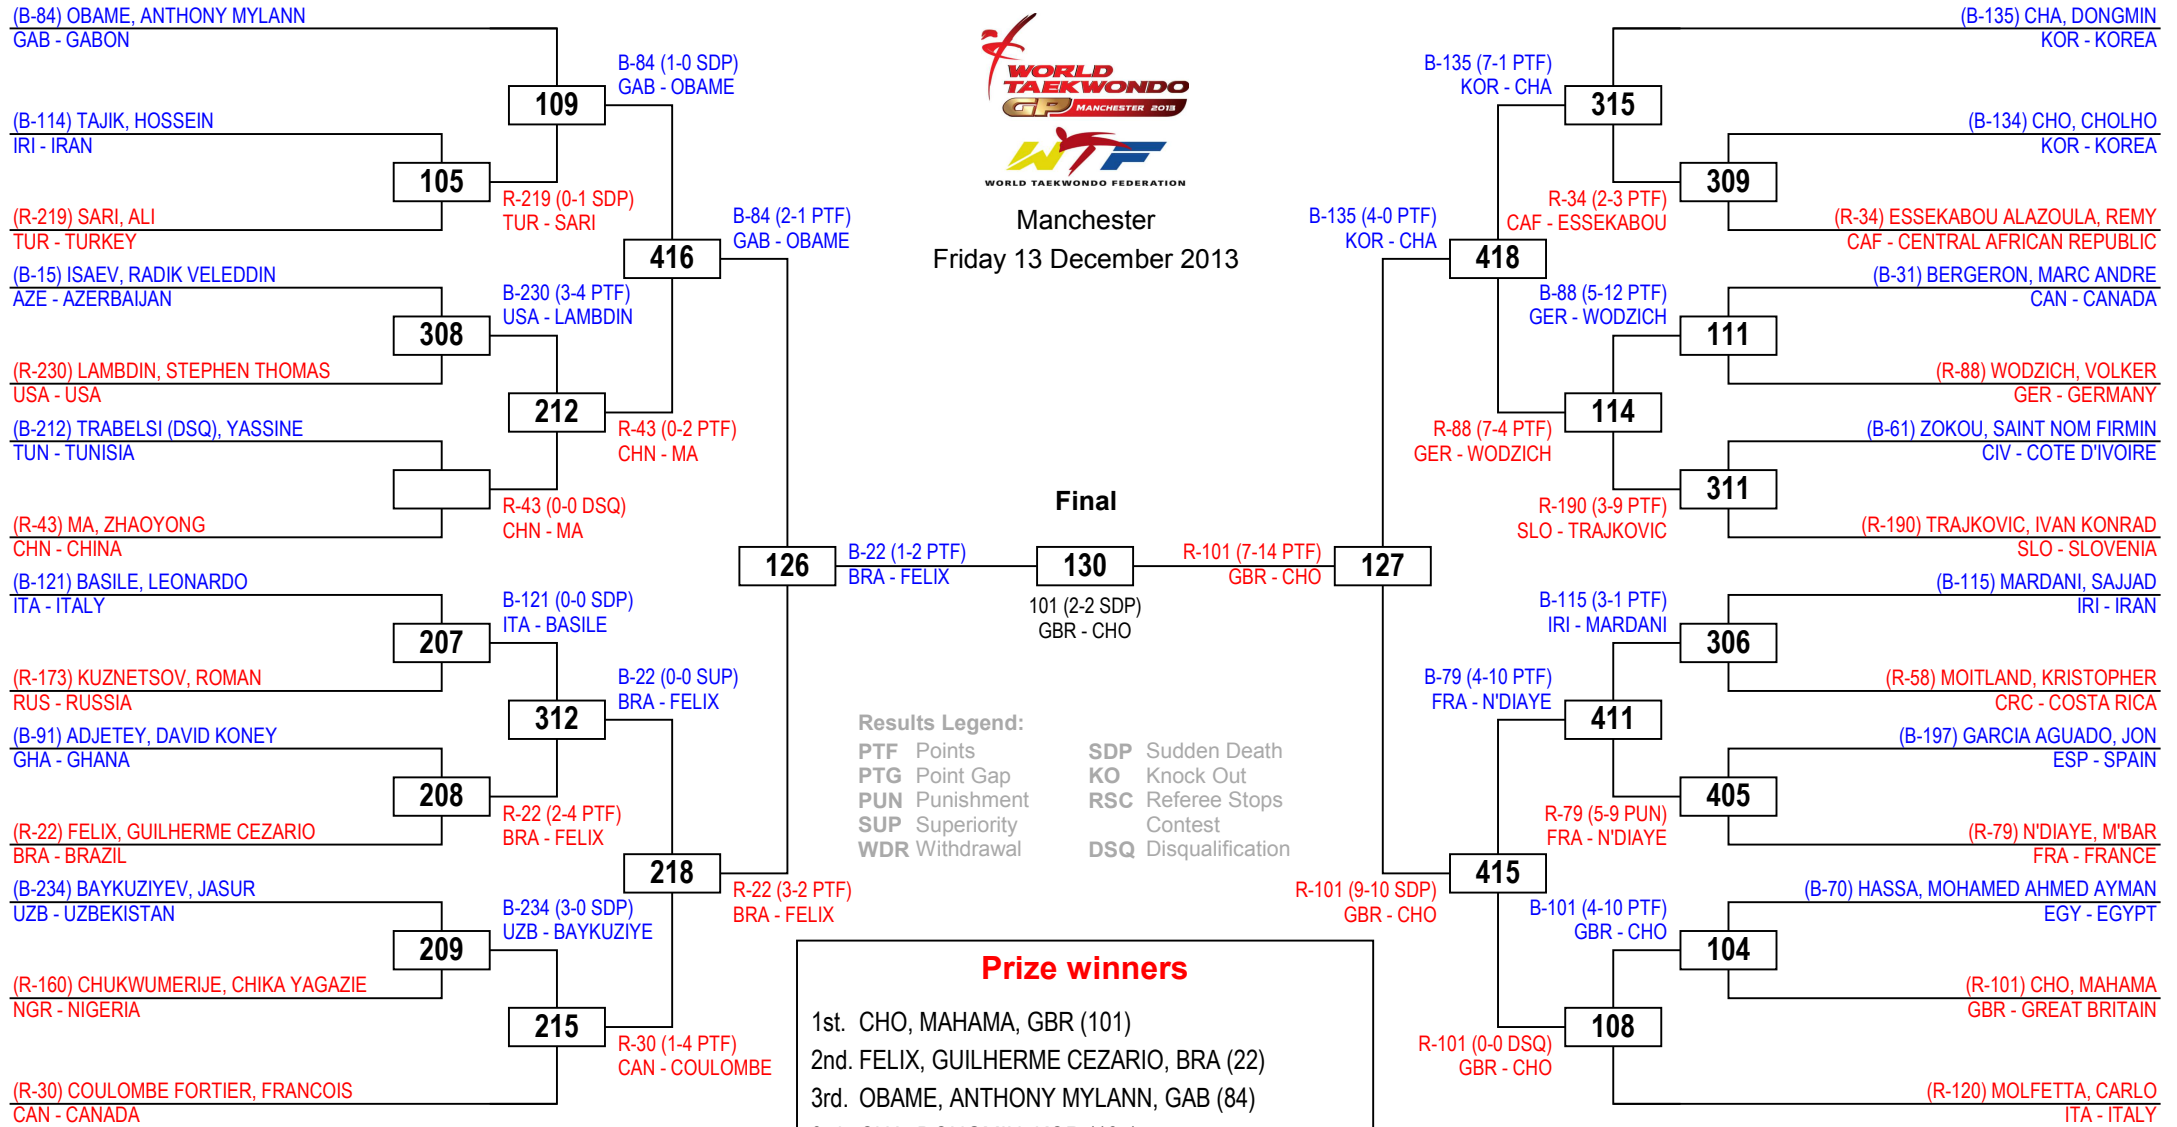 (B-84) OBAME, ANTHONY MYLANN
GAB - GABON
(B-114) TAJIK, HOSSEIN
IRI - IRAN
(R-219) SARI, ALI
TUR - TURKEY
(B-15) ISAEV, RADIK VELEDDIN
AZE - AZERBAIJAN
(R-230) LAMBDIN, STEPHEN THOMAS
USA - USA
(B-212) TRABELSI (DSQ), YASSINE
TUN - TUNISIA
(R-43) MA, ZHAOYONG
CHN - CHINA
(B-121) BASILE, LEONARDO
ITA - ITALY
(R-173) KUZNETSOV, ROMAN
RUS - RUSSIA
(B-91) ADJETEY, DAVID KONEY
GHA - GHANA
(R-22) FELIX, GUILHERME CEZARIO
BRA - BRAZIL
(B-234) BAYKUZIYEV, JASUR
UZB - UZBEKISTAN
(R-160) CHUKWUMERIJE, CHIKA YAGAZIE
NGR - NIGERIA
(R-30) COULOMBE FORTIER, FRANCOIS
CAN - CANADA
105
308
207
208
209
R-219 (0-1 SDP)
TUR - SARI
B-230 (3-4 PTF)
USA - LAMBDIN
R-43 (0-0 DSQ)
CHN - MA
B-121 (0-0 SDP)
ITA - BASILE
R-22 (2-4 PTF)
BRA - FELIX
B-234 (3-0 SDP)
UZB - BAYKUZIYE
109
212
312
215
B-84 (1-0 SDP)
GAB - OBAME
R-43 (0-2 PTF)
CHN - MA
B-22 (0-0 SUP)
BRA - FELIX
R-30 (1-4 PTF)
CAN - COULOMBE
416
218
B-84 (2-1 PTF)
GAB - OBAME
R-22 (3-2 PTF)
BRA - FELIX
126
B-22 (1-2 PTF)
BRA - FELIX
WORLD
TAEKWONDO
GP MANCHESTER 2013
WTF
WORLD TAEKWONDO FEDERATION
Manchester
Friday 13 December 2013
Final
130
101 (2-2 SDP)
GBR - CHO
Results Legend:
PTF Points
PTG Point Gap
PUN Punishment
SUP Superiority
WDR Withdrawal
SDP Sudden Death
KO Knock Out
RSC Referee Stops
Contest
DSQ Disqualification
Prize winners
1st. CHO, MAHAMA, GBR (101)
2nd. FELIX, GUILHERME CEZARIO, BRA (22)
3rd. OBAME, ANTHONY MYLANN, GAB (84)
R-101 (7-14 PTF)
GBR - CHO
127
B-135 (4-0 PTF)
KOR - CHA
R-101 (9-10 SDP)
GBR - CHO
418
415
B-135 (7-1 PTF)
KOR - CHA
R-88 (7-4 PTF)
GER - WODZICH
B-79 (4-10 PTF)
FRA - N'DIAYE
R-101 (0-0 DSQ)
GBR - CHO
315
114
411
108
R-34 (2-3 PTF)
CAF - ESSEKABOU
B-88 (5-12 PTF)
GER - WODZICH
R-190 (3-9 PTF)
SLO - TRAJKOVIC
B-115 (3-1 PTF)
IRI - MARDANI
R-79 (5-9 PUN)
FRA - N'DIAYE
B-101 (4-10 PTF)
GBR - CHO
309
111
311
306
405
104
(B-135) CHA, DONGMIN
KOR - KOREA
(B-134) CHO, CHOLHO
KOR - KOREA
(R-34) ESSEKABOU ALAZOULA, REMY
CAF - CENTRAL AFRICAN REPUBLIC
(B-31) BERGERON, MARC ANDRE
CAN - CANADA
(R-88) WODZICH, VOLKER
GER - GERMANY
(B-61) ZOKOU, SAINT NOM FIRMIN
CIV - COTE D'IVOIRE
(R-190) TRAJKOVIC, IVAN KONRAD
SLO - SLOVENIA
(B-115) MARDANI, SAJJAD
IRI - IRAN
(R-58) MOITLAND, KRISTOPHER
CRC - COSTA RICA
(B-197) GARCIA AGUADO, JON
ESP - SPAIN
(R-79) N'DIAYE, M'BAR
FRA - FRANCE
(B-70) HASSA, MOHAMED AHMED AYMAN
EGY - EGYPT
(R-101) CHO, MAHAMA
GBR - GREAT BRITAIN
(R-120) MOLFETTA, CARLO
ITA - ITALY